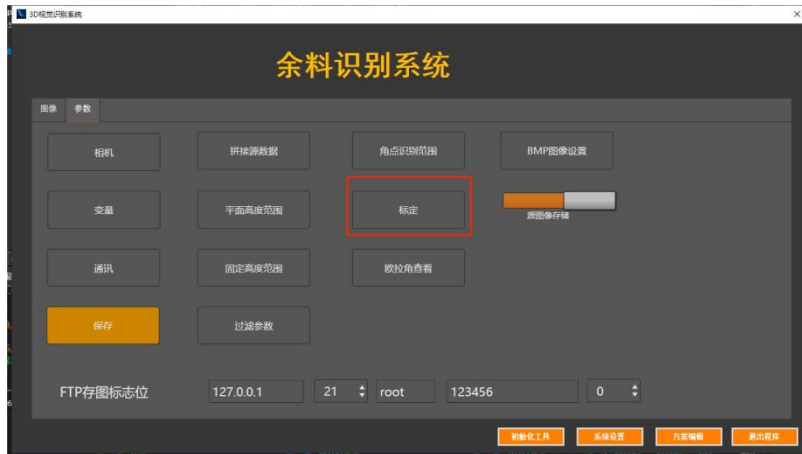 3D视觉识别系统
余料识别系统
图像 参数
相机 拼接源数据 角点识别范围 BMP图像设置
变量 平面高度范围 标定
源图像存储
通讯 固定高度范围 欧拉角查看
保存 过滤参数
FTP存图标志位 127.0.0.1 21 root 123456 0
初始化工具 系统设置 方案编辑 退出程序